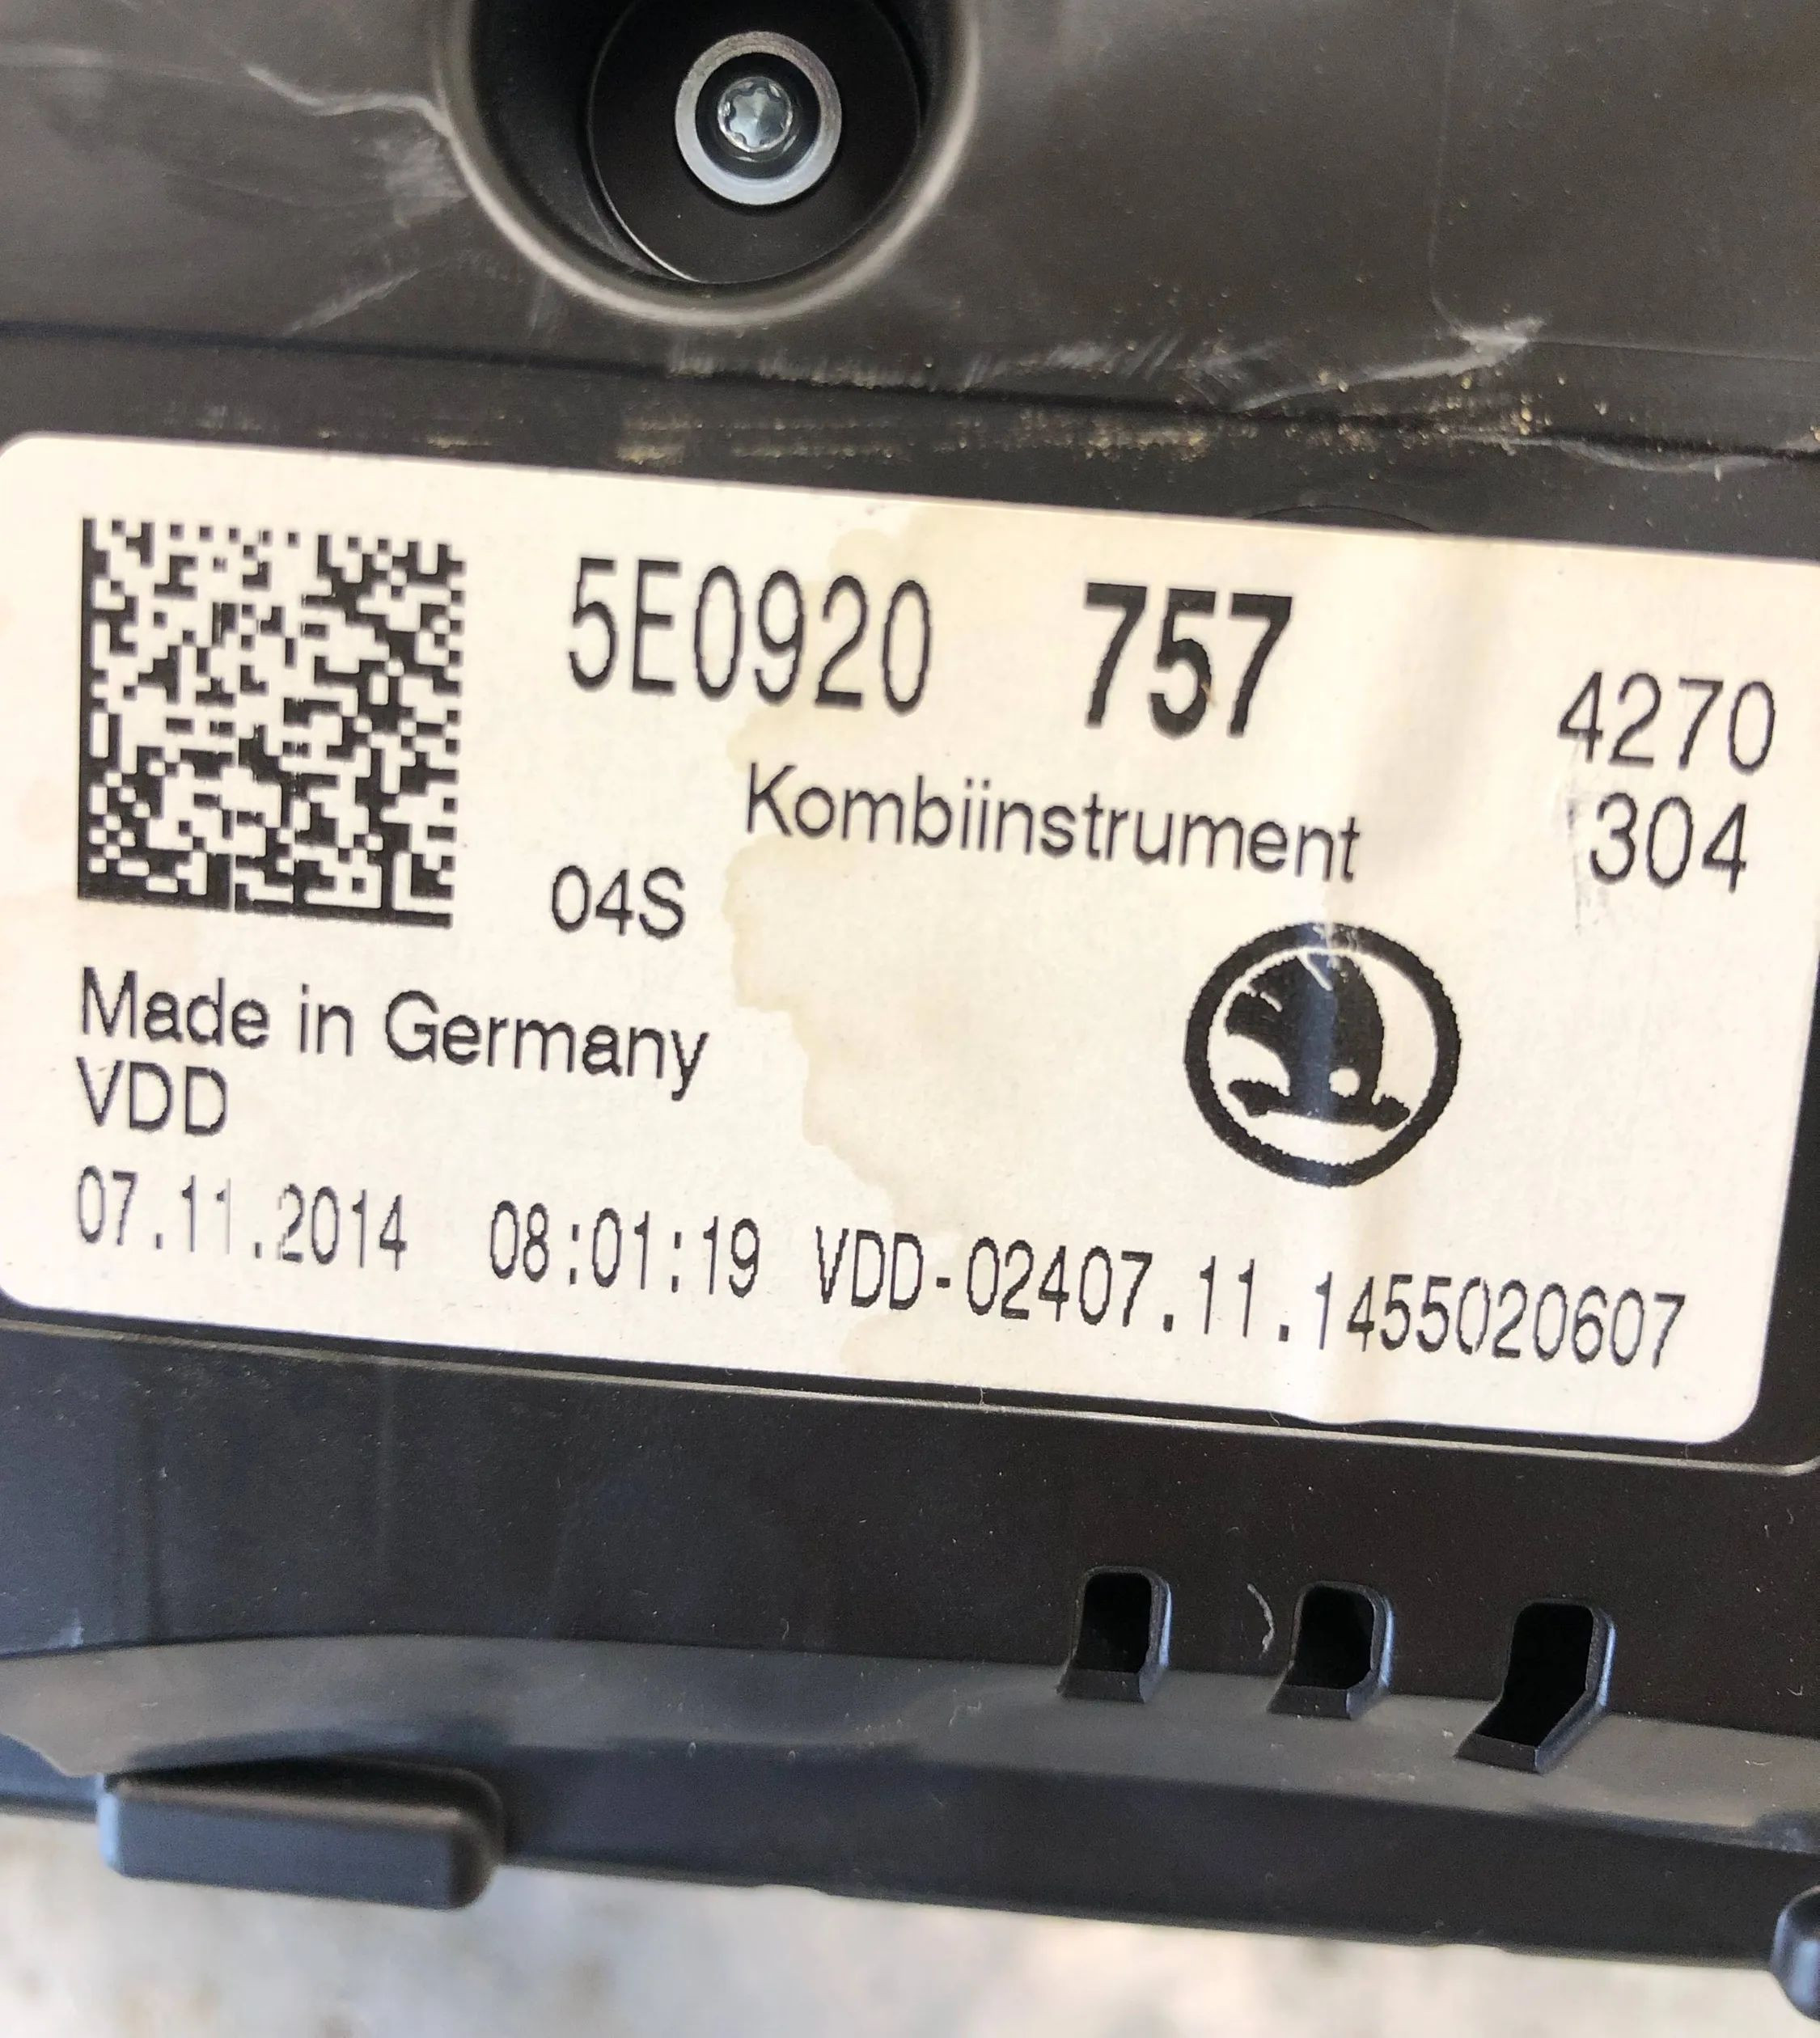 5E0920 757
4270
Kombiinstrument
304
04S
Made in Germany
VDD
07.11.2014 08:01:19 VDD-02407.11.1455020607